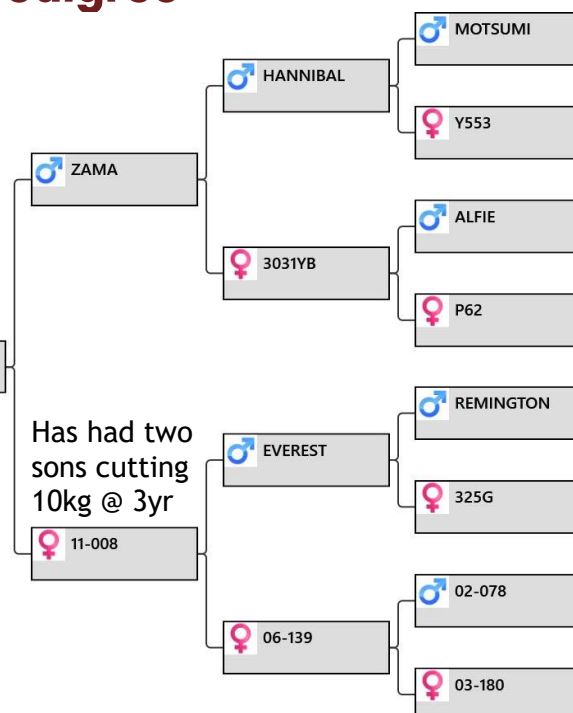 MOTSUMI
HANNIBAL
Y553
ZAMA
ALFIE
3031YB
P62
REMINGTON
Has had two
sons cutting
10kg @ 3yr
EVEREST
325G
11-008
02-078
06-139
03-180